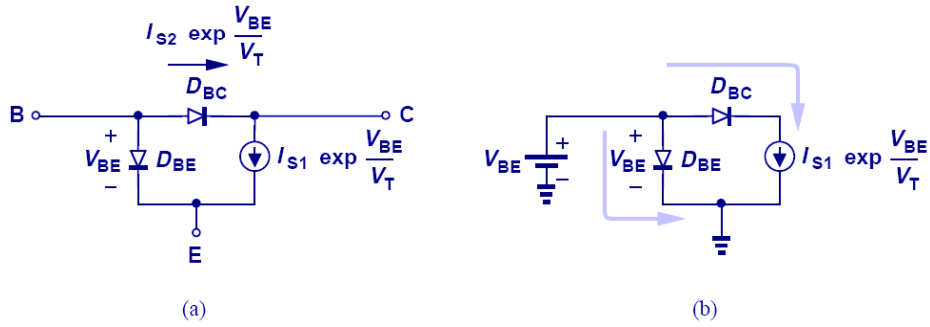 I S2 exp V BE
V T
D BC
B
C
+
V BE
−
D BE
I S1 exp V BE
V T
E
(a)
D BC
V BE
+
−
+
V BE
−
D BE
I S1 exp V BE
V T
(b)